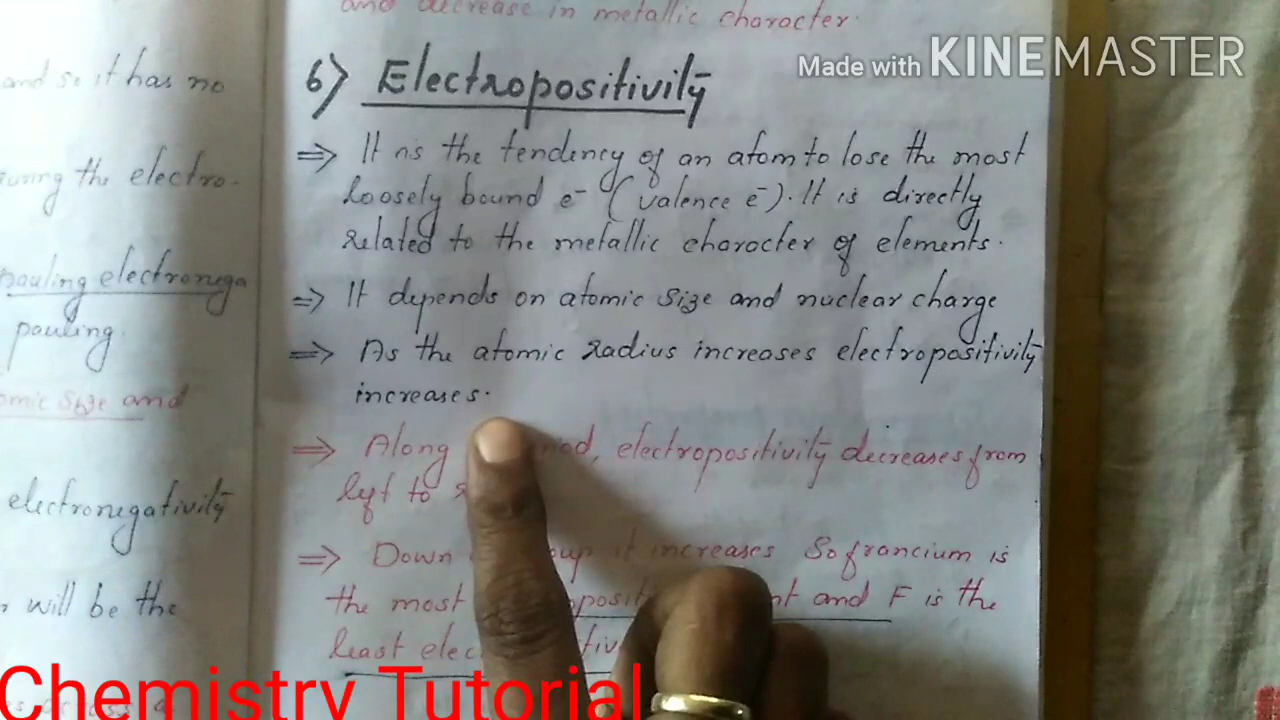 and decrease in metallic character.
Made with KINEMASTER
and so it has no
during the electro-
pauling electronega
pauling.
size and
electronegativity
will be the
6) Electropositivity
⇒ It is the tendency of an atom to lose the most
loosely bound e⁻ (valence e⁻). It is directly
related to the metallic character of elements.
⇒ It depends on atomic size and nuclear charge
⇒ As the atomic radius increases electropositivity
increases.
⇒ Along electropositivity decreases from
left to
⇒ Down it increases So francium is
the most and F is the
least
Chemistry Tutorial